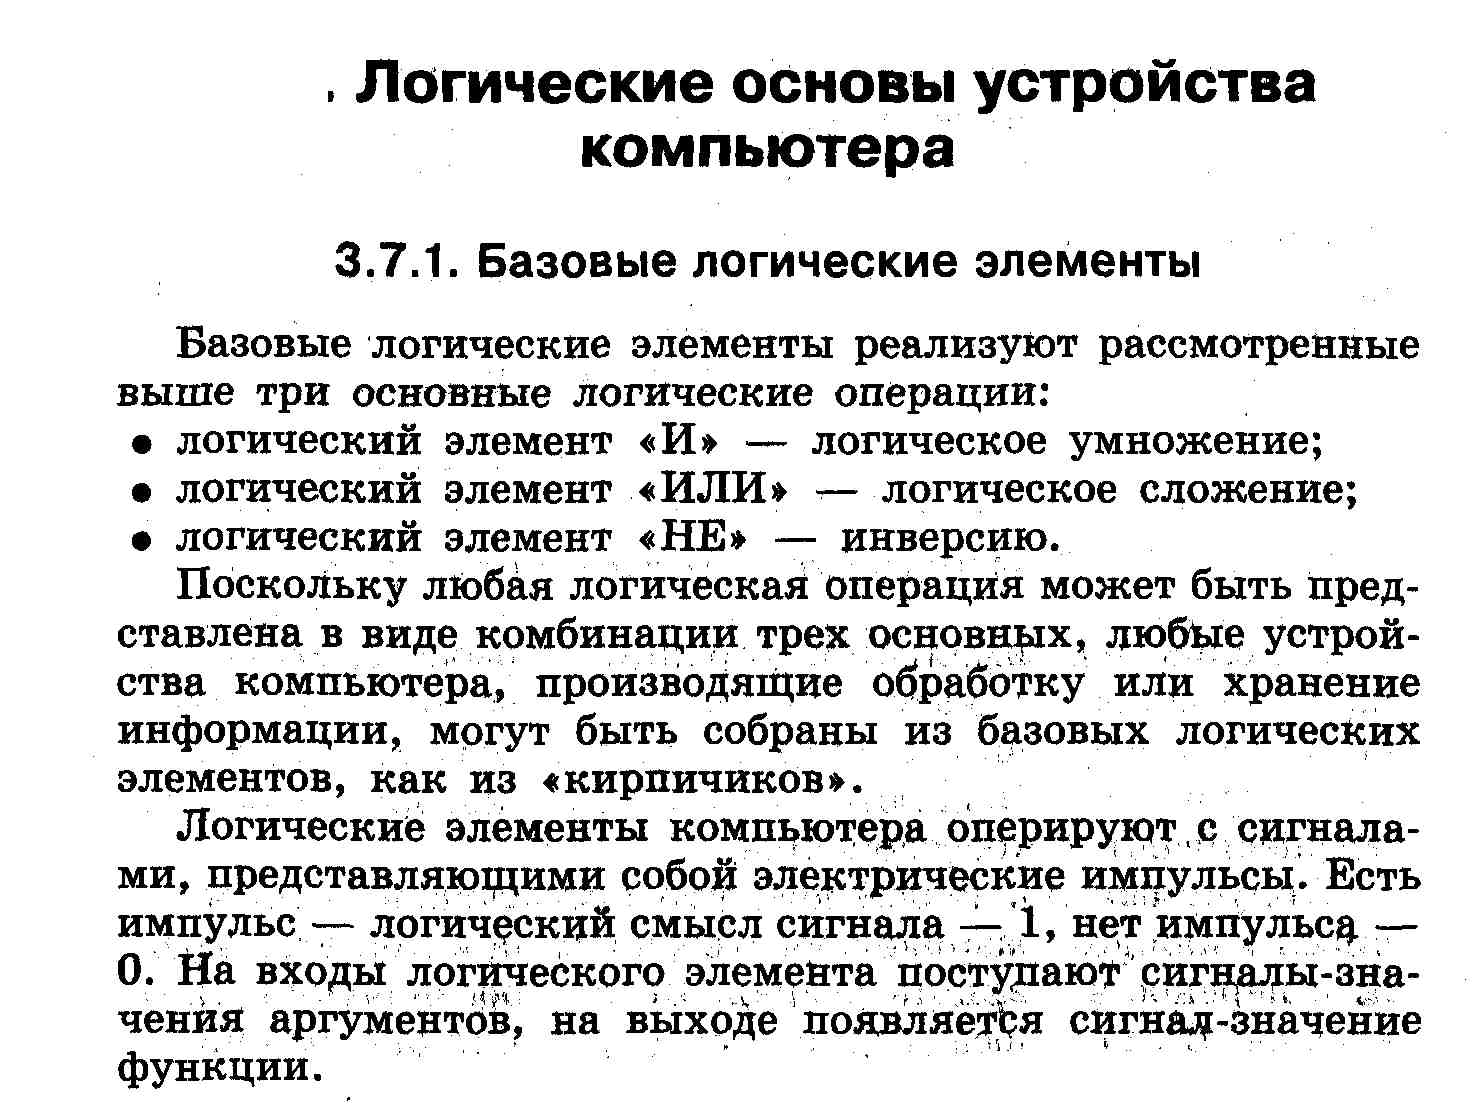 Логические основы устройства
компьютера
3.7.1. Базовые логические элементы
Базовые логические элементы реализуют рассмотренные
выше три основные логические операции:
• логический элемент «И» — логическое умножение;
• логический элемент «ИЛИ» — логическое сложение;
• логический элемент «НЕ» — инверсию.
Поскольку любая логическая операция может быть пред-
ставлена в виде комбинации трех основных, любые устрой-
ства компьютера, производящие обработку или хранение
информации, могут быть собраны из базовых логических
элементов, как из «кирпичиков».
Логические элементы компьютера оперируют с сигнала-
ми, представляющими собой электрические импульсы. Есть
импульс — логический смысл сигнала — 1, нет импульса —
0. На входы логического элемента поступают сигналы-зна-
чения аргументов, на выходе появляется сигнал-значение
функции.